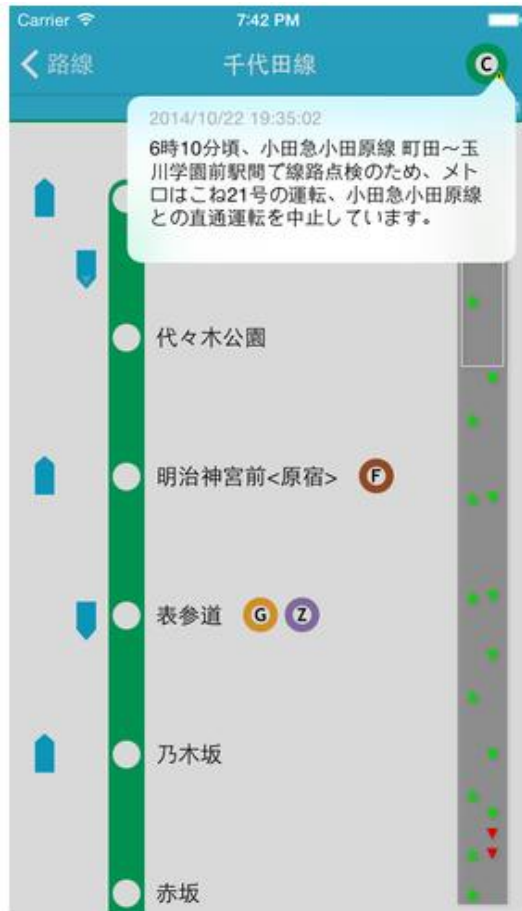 Carrier 7:42 PM
路線 千代田線 C
2014/10/22 19:35:02
6時10分頃、小田急小田原線 町田～玉
川学園前駅間で線路点検のため、メト
ロはこね21号の運転、小田急小田原線
との直通運転を中止しています。
代々木公園
明治神宮前<原宿> F
表参道 G Z
乃木坂
赤坂